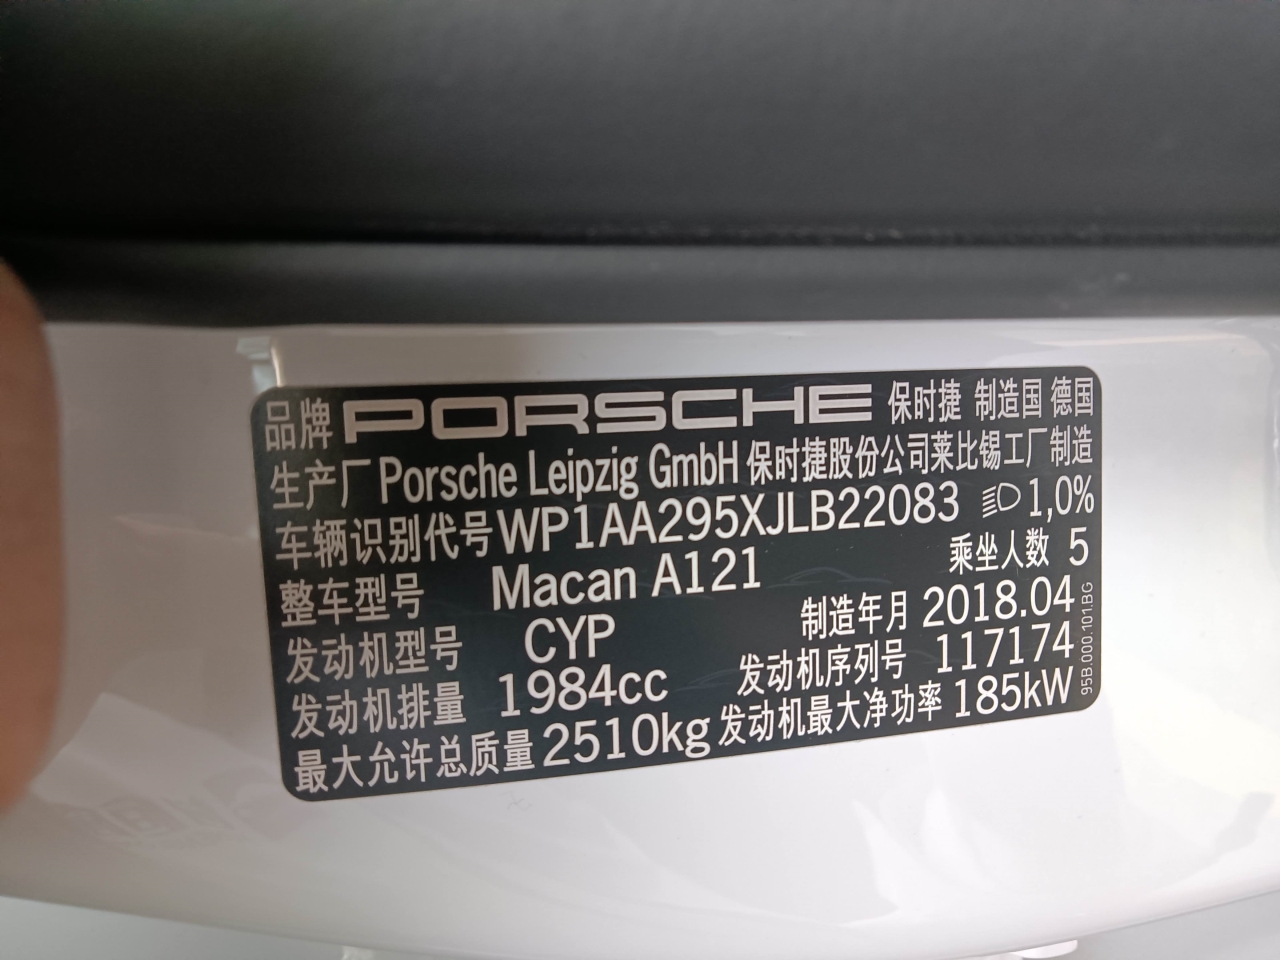 品牌 PORSCHE 保时捷 制造国 德国
生产厂 Porsche Leipzig GmbH 保时捷股份公司莱比锡工厂制造
车辆识别代号 WP1AA295XJLB22083 1,0%
整车型号 Macan A121 乘坐人数 5
发动机型号 CYP 制造年月 2018.04
发动机排量 1984cc 发动机序列号 117174
最大允许总质量 2510kg 发动机最大净功率 185kW
95B.000.101.BG